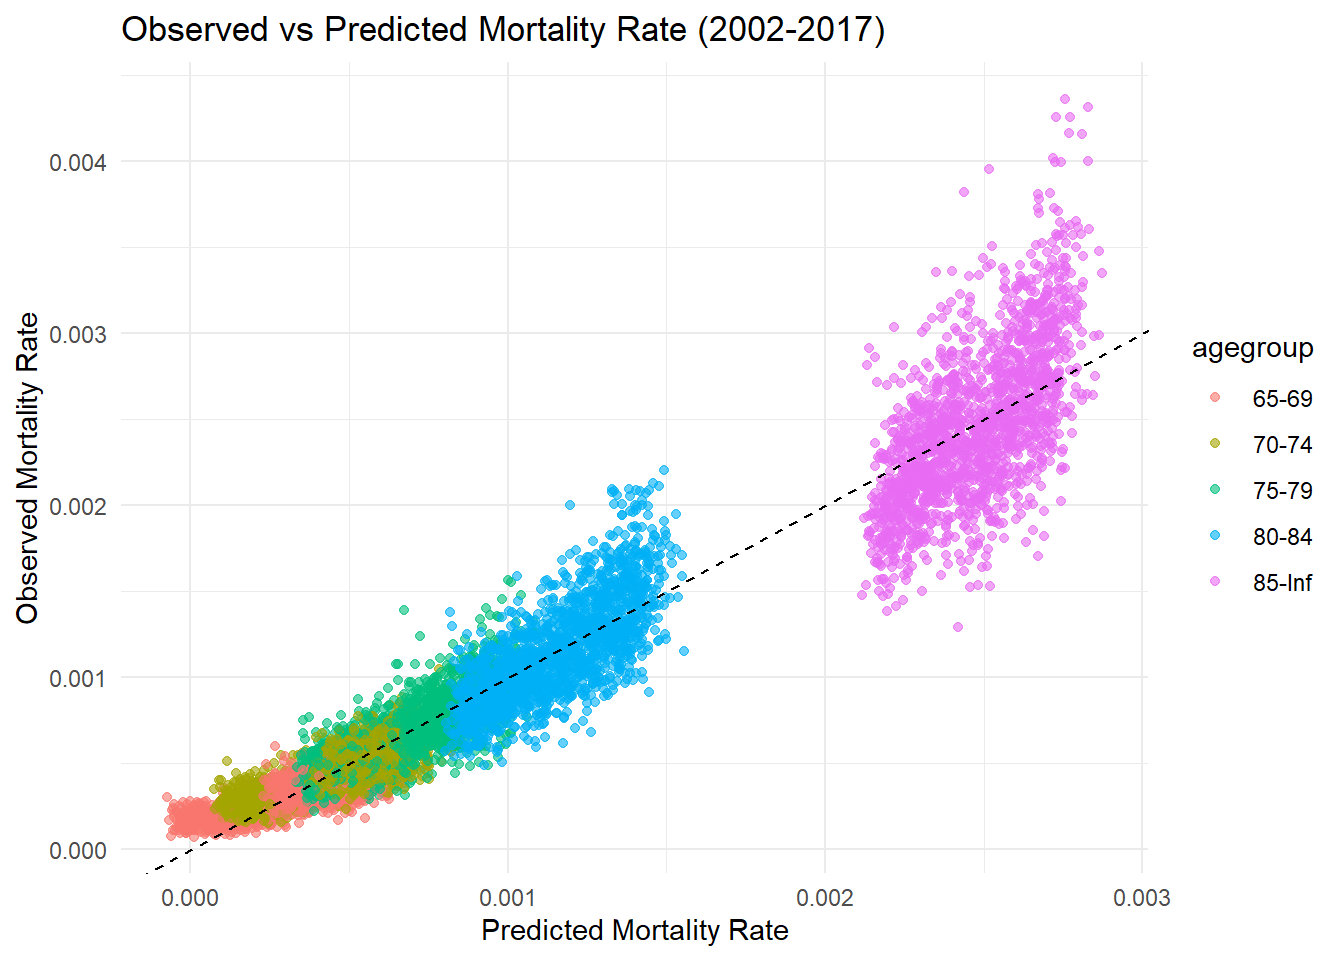 Observed vs Predicted Mortality Rate (2002-2017)
Observed Mortality Rate
0.004
0.003
0.002
0.001
0.000
0.000 0.001 0.002 0.003
Predicted Mortality Rate
agegroup
65-69
70-74
75-79
80-84
85-Inf